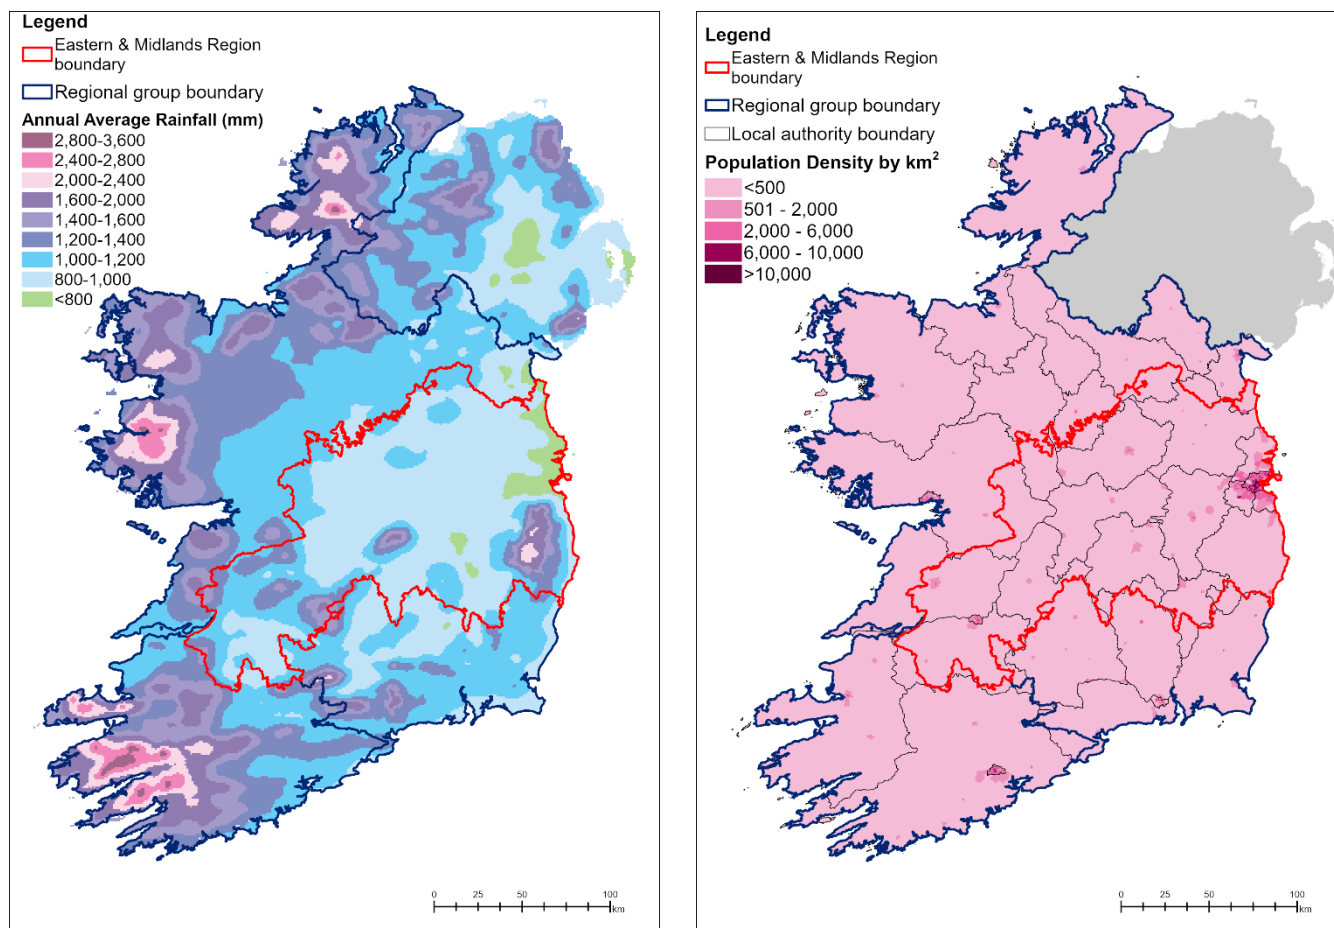 Legend
Eastern & Midlands Region
boundary
Regional group boundary
Annual Average Rainfall (mm)
2,800-3,600
2,400-2,800
2,000-2,400
1,600-2,000
1,400-1,600
1,200-1,400
1,000-1,200
800-1,000
<800
0 25 50 100
km
Legend
Eastern & Midlands Region
boundary
Regional group boundary
Local authority boundary
Population Density by km²
<500
501 - 2,000
2,000 - 6,000
6,000 - 10,000
>10,000
0 25 50 100
km